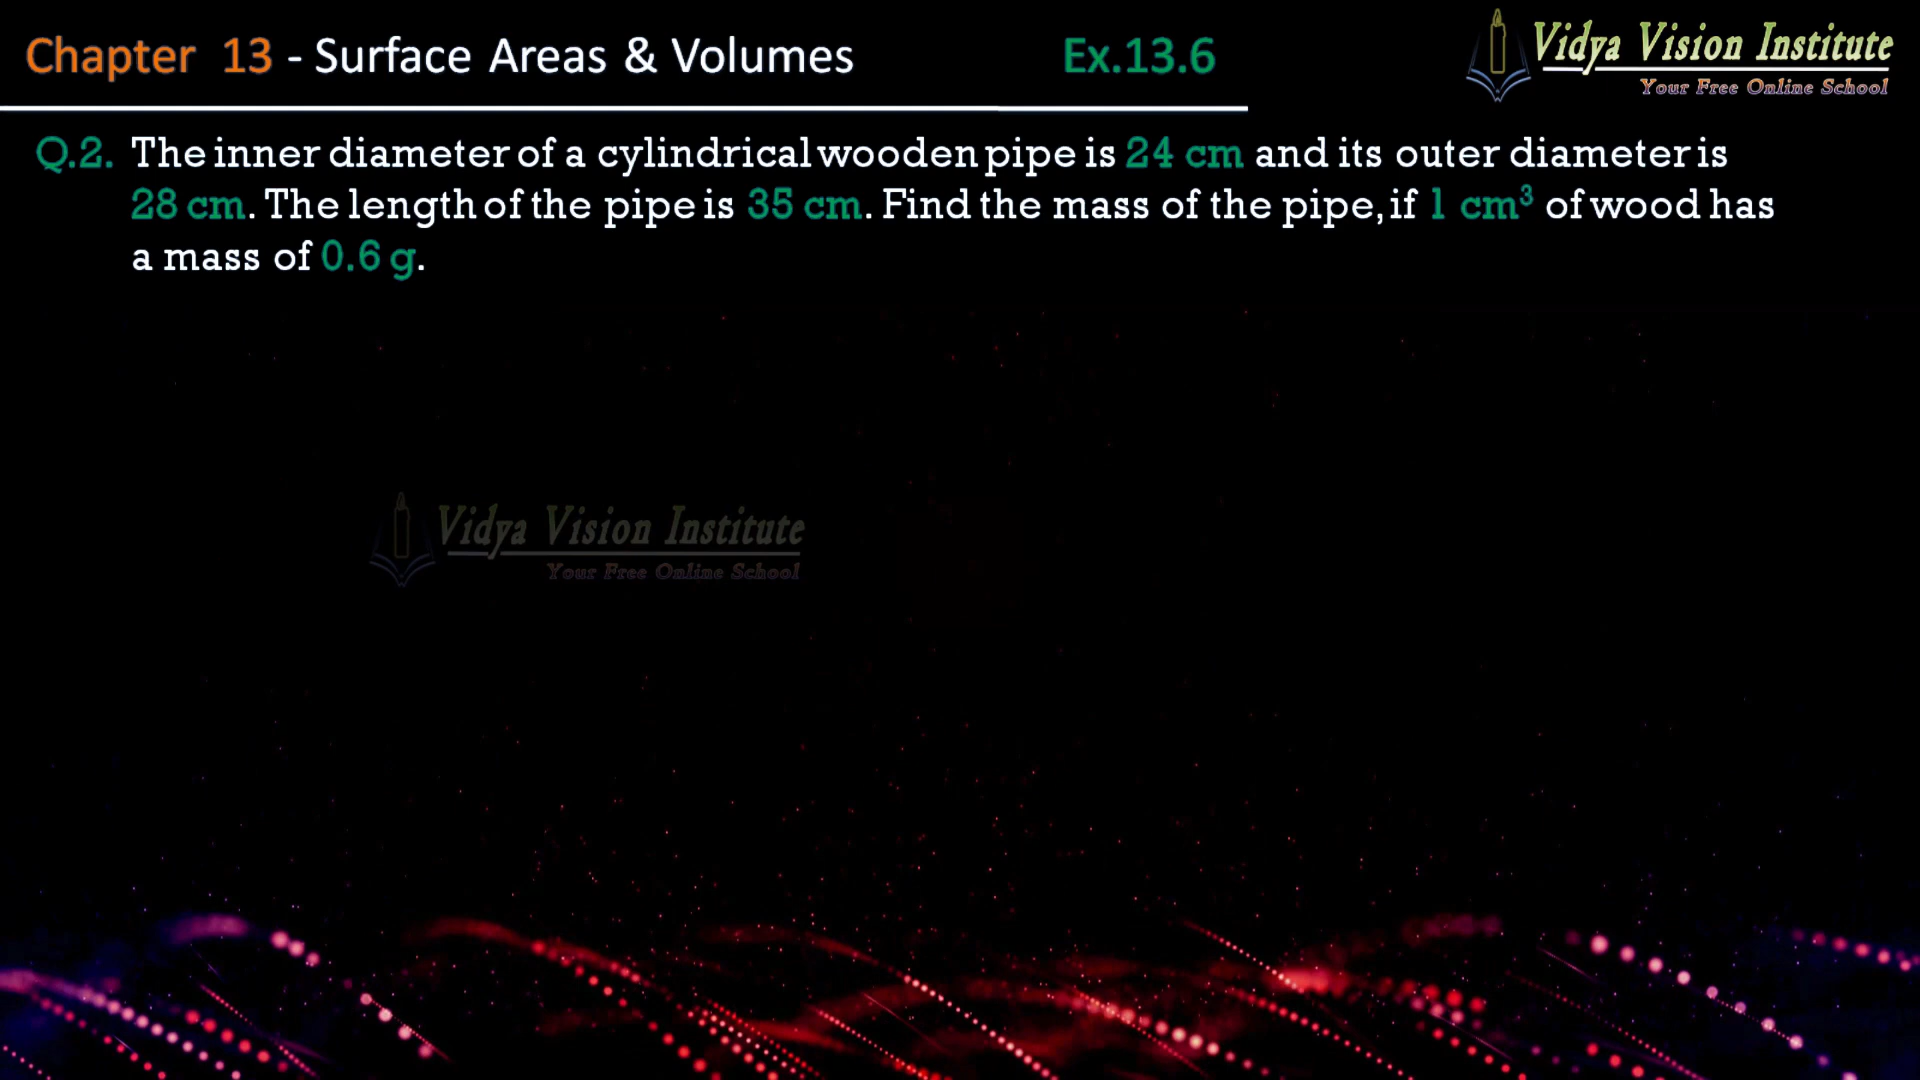 Chapter 13 - Surface Areas & Volumes Ex.13.6
Vidya Vision Institute
Your Free Online School
Q.2. The inner diameter of a cylindrical wooden pipe is 24 cm and its outer diameter is
28 cm. The length of the pipe is 35 cm. Find the mass of the pipe, if 1 cm³ of wood has
a mass of 0.6 g.
Vidya Vision Institute
Your Free Online School